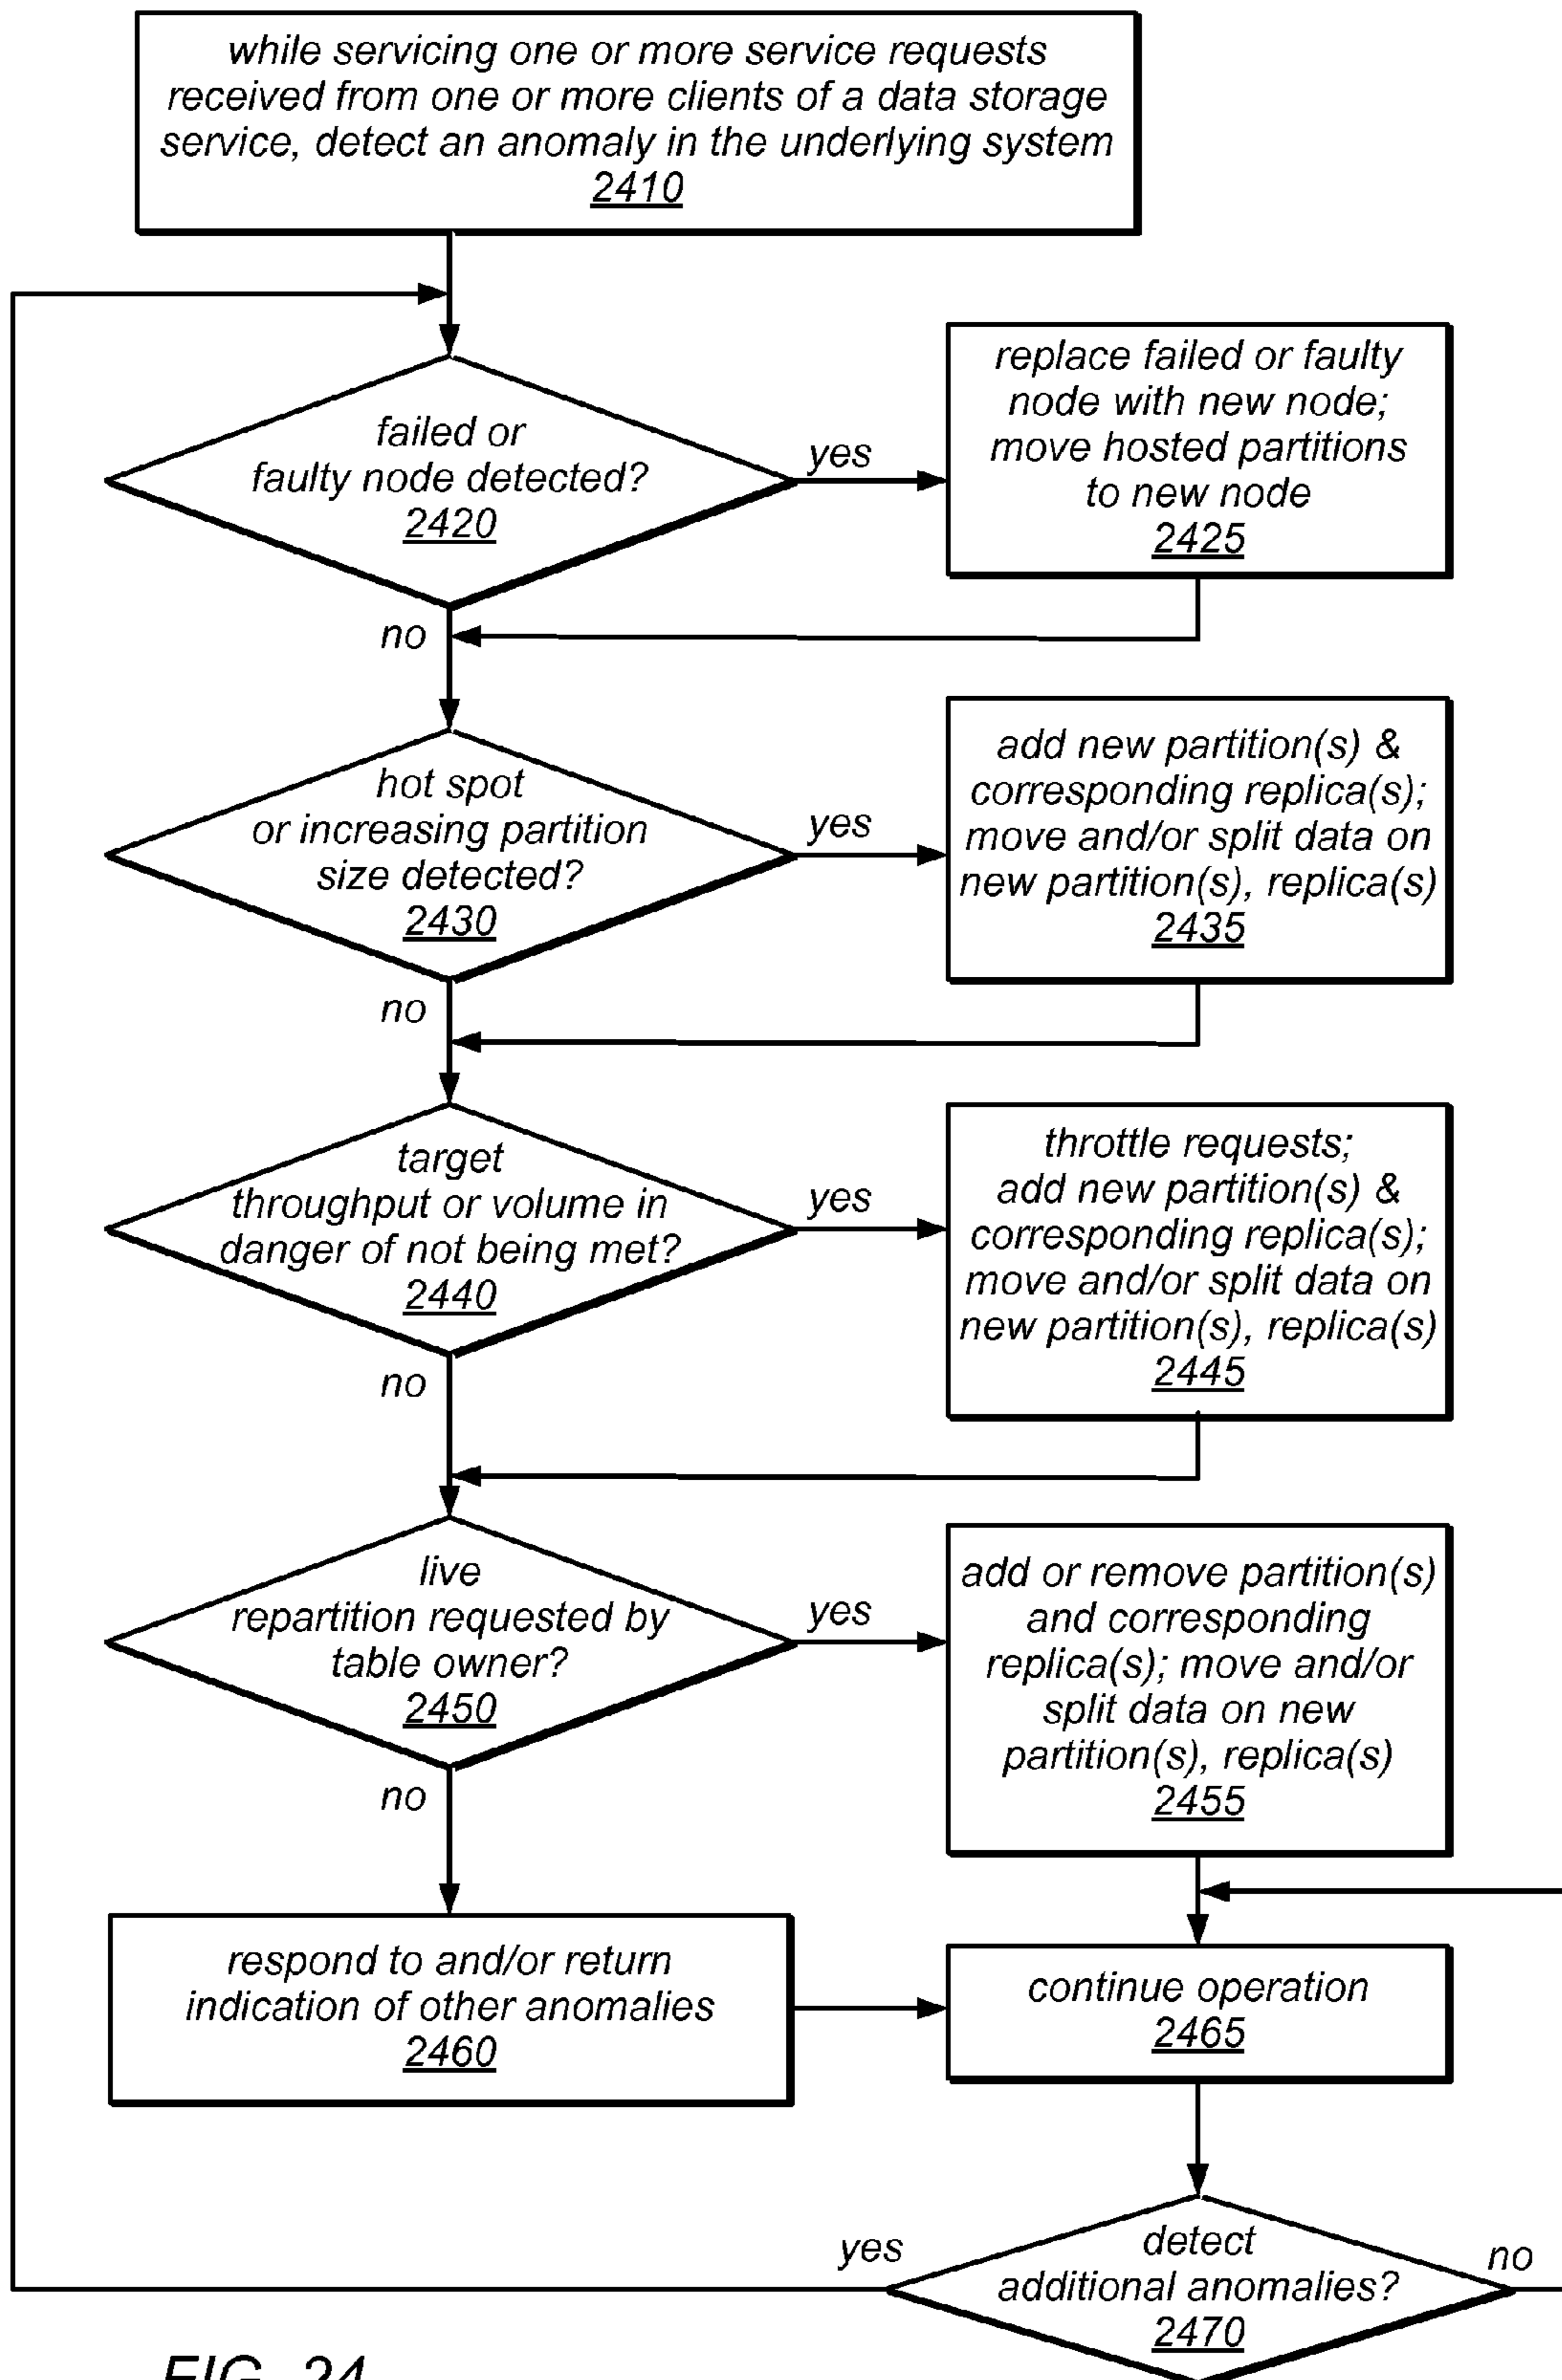 while servicing one or more service requests
received from one or more clients of a data storage
service, detect an anomaly in the underlying system
2410
failed or
faulty node detected?
2420
yes
replace failed or faulty
node with new node;
move hosted partitions
to new node
2425
no
hot spot
or increasing partition
size detected?
2430
yes
add new partition(s) &
corresponding replica(s);
move and/or split data on
new partition(s), replica(s)
2435
no
target
throughput or volume in
danger of not being met?
2440
yes
throttle requests;
add new partition(s) &
corresponding replica(s);
move and/or split data on
new partition(s), replica(s)
2445
no
live
repartition requested by
table owner?
2450
yes
add or remove partition(s)
and corresponding
replica(s); move and/or
split data on new
partition(s), replica(s)
2455
no
respond to and/or return
indication of other anomalies
2460
continue operation
2465
yes
detect
additional anomalies?
2470
no
FIG. 24